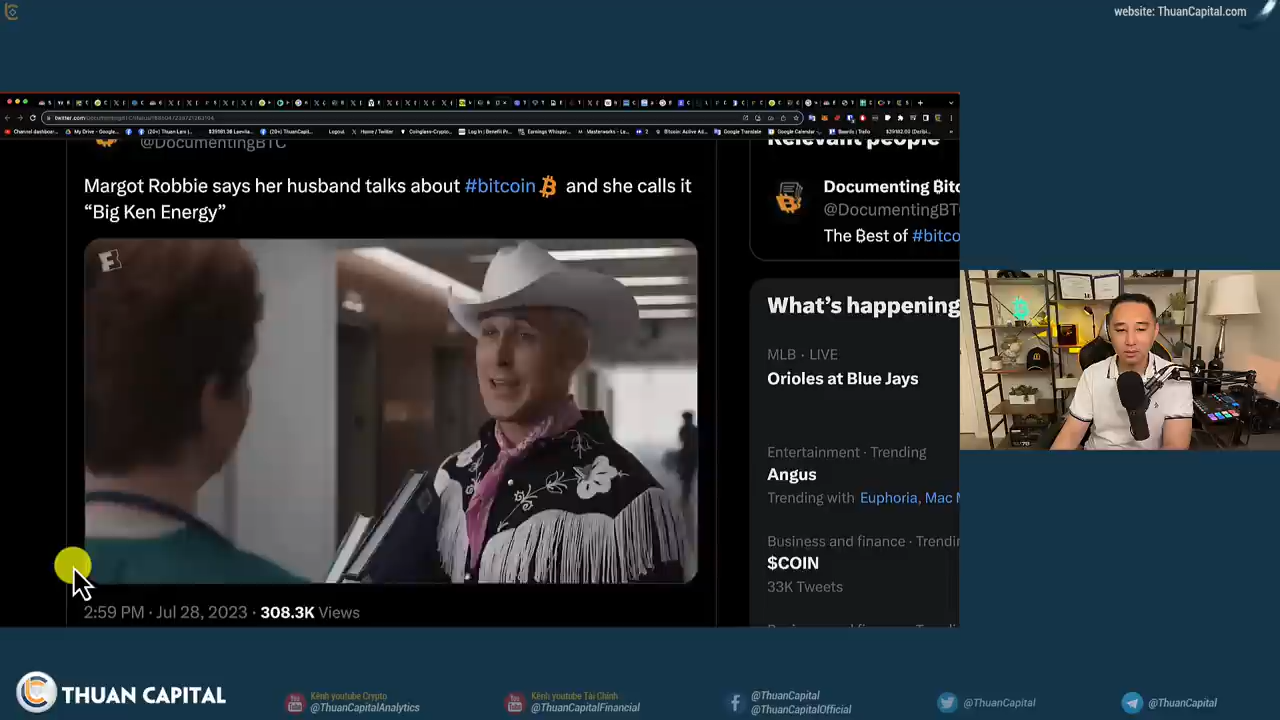 website: ThuanCapital.com
@DocumentingBTC
Margot Robbie says her husband talks about #bitcoin and she calls it
“Big Ken Energy”
2:59 PM · Jul 28, 2023 · 308.3K Views
Relevant people
Documenting ₿itc
@DocumentingBT
The ₿est of #bitco
What’s happening
MLB · LIVE
Orioles at Blue Jays
Entertainment · Trending
Angus
Trending with Euphoria, Mac M
Business and finance · Trendin
$COIN
33K Tweets
THUAN CAPITAL
Kênh youtube Crypto
@ThuanCapitalAnalytics
Kênh youtube Tài Chính
@ThuanCapitalFinancial
@ThuanCapital
@ThuanCapitalOfficial
@ThuanCapital
@ThuanCapital